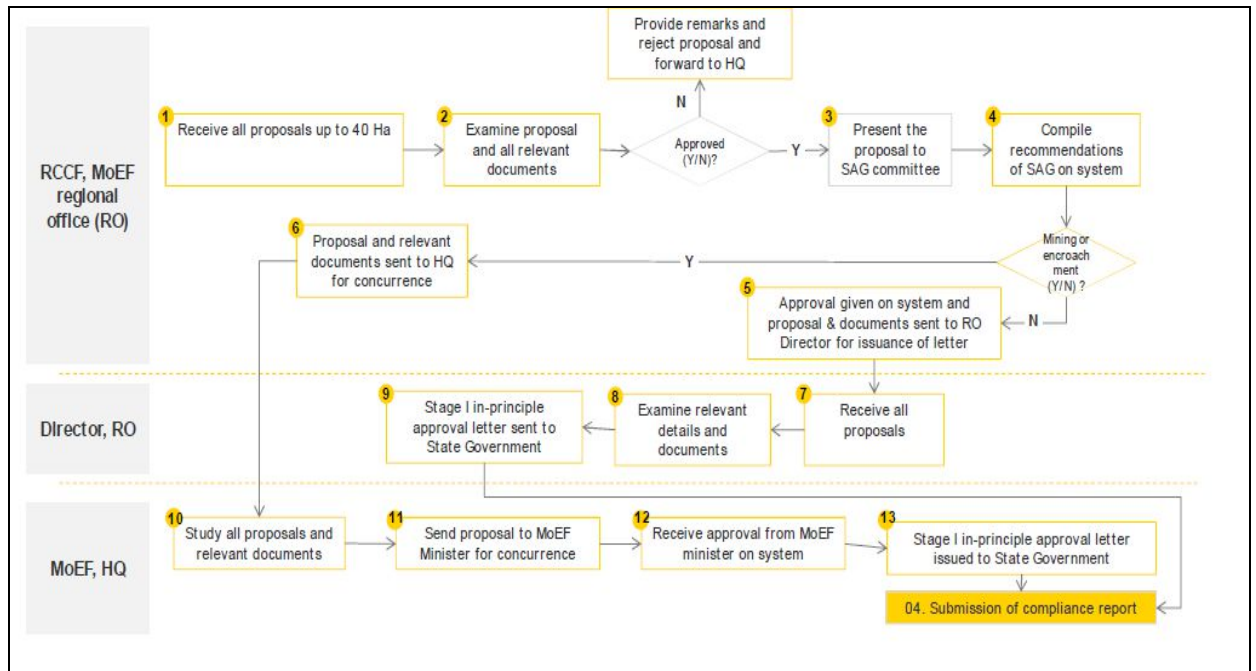 Provide remarks and
reject proposal and
forward to HQ
N
1
Receive all proposals up to 40 Ha
2
Examine proposal
and all relevant
documents
Approved
(Y/N)?
Y
3
Present the
proposal to
SAG committee
4
Compile
recommendations
of SAG on system
RCCF, MoEF
regional
office (RO)
6
Proposal and relevant
documents sent to HQ
for concurrence
Y
Mining or
encroach
ment
(Y/N) ?
5
Approval given on system and
proposal & documents sent to RO
Director for issuance of letter
N
Director, RO
9
Stage I in-principle
approval letter sent to
State Government
8
Examine relevant
details and
documents
7
Receive all
proposals
MoEF, HQ
10
Study all proposals and
relevant documents
11
Send proposal to MoEF
Minister for concurrence
12
Receive approval from MoEF
minister on system
13
Stage I in-principle approval letter
issued to State Government
04. Submission of compliance report